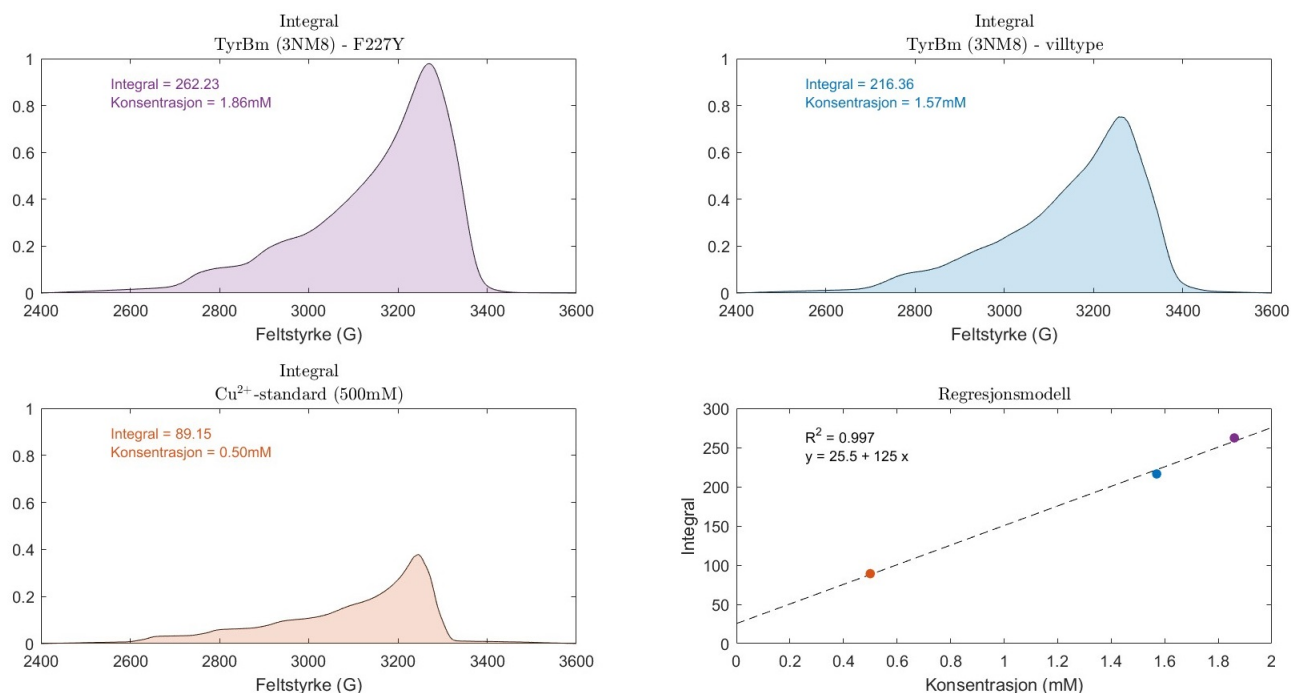 Integral
TyrBm (3NM8) - F227Y
1
0.8
0.6
0.4
0.2
0
Integral = 262.23
Konsentrasjon = 1.86mM
2400 2600 2800 3000 3200 3400 3600
Feltstyrke (G)
Integral
TyrBm (3NM8) - villtype
1
0.8
0.6
0.4
0.2
0
Integral = 216.36
Konsentrasjon = 1.57mM
2400 2600 2800 3000 3200 3400 3600
Feltstyrke (G)
Integral
Cu²⁺-standard (500mM)
1
0.8
0.6
0.4
0.2
0
Integral = 89.15
Konsentrasjon = 0.50mM
2400 2600 2800 3000 3200 3400 3600
Feltstyrke (G)
Regresjonsmodell
300
250
200
150
100
50
0
Integral
R² = 0.997
y = 25.5 + 125 x
0 0.2 0.4 0.6 0.8 1 1.2 1.4 1.6 1.8 2
Konsentrasjon (mM)